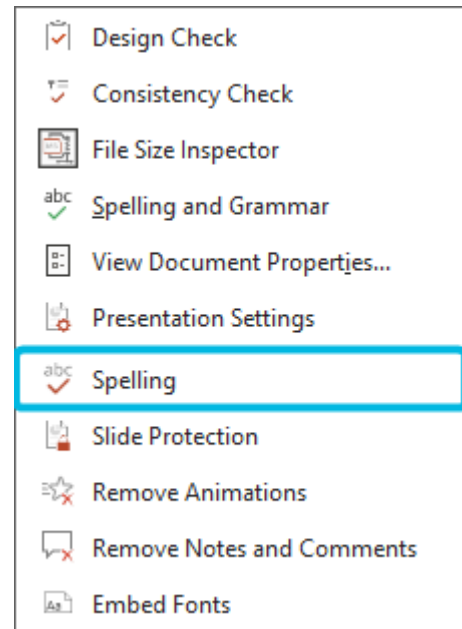 Design Check
Consistency Check
File Size Inspector
abc Spelling and Grammar
View Document Properties...
Presentation Settings
abc Spelling
Slide Protection
Remove Animations
Remove Notes and Comments
Aa Embed Fonts